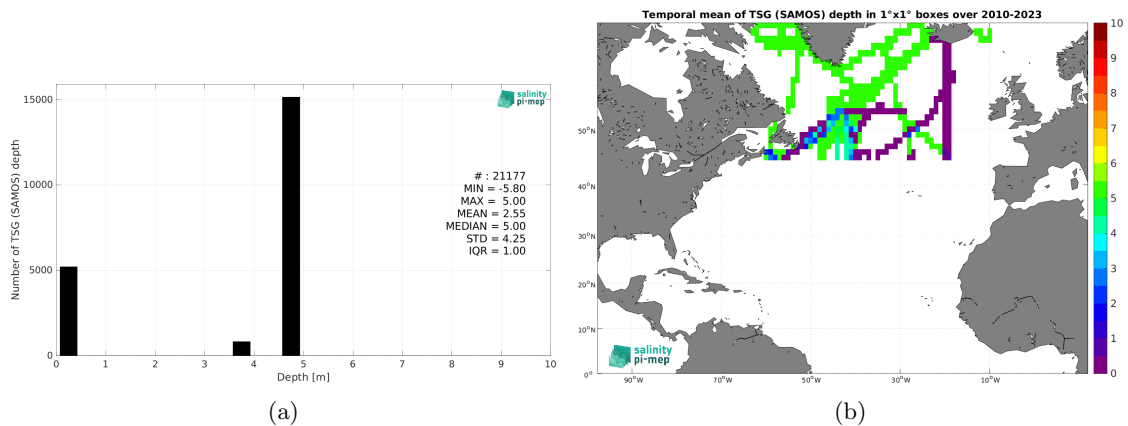 15000
10000
5000
0
Number of TSG (SAMOS) depth
salinity
pi-mep
# : 21177
MIN = -5.80
MAX = 5.00
MEAN = 2.55
MEDIAN = 5.00
STD = 4.25
IQR = 1.00
0 1 2 3 4 5 6 7 8 9 10
Depth [m]
(a)
Temporal mean of TSG (SAMOS) depth in 1°x1° boxes over 2010-2023
50°N
40°N
30°N
20°N
10°N
0°
90°W 70°W 50°W 30°W 10°W
salinity
pi-mep
10
9
8
7
6
5
4
3
2
1
0
(b)